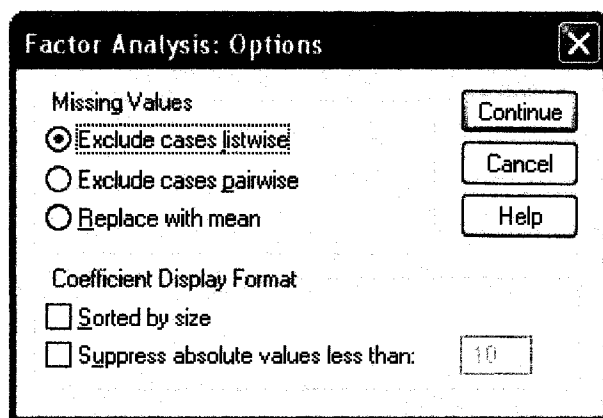 Factor Analysis: Options
Missing Values
Exclude cases listwise
Exclude cases pairwise
Replace with mean
Continue
Cancel
Help
Coefficient Display Format
Sorted by size
Suppress absolute values less than: 10